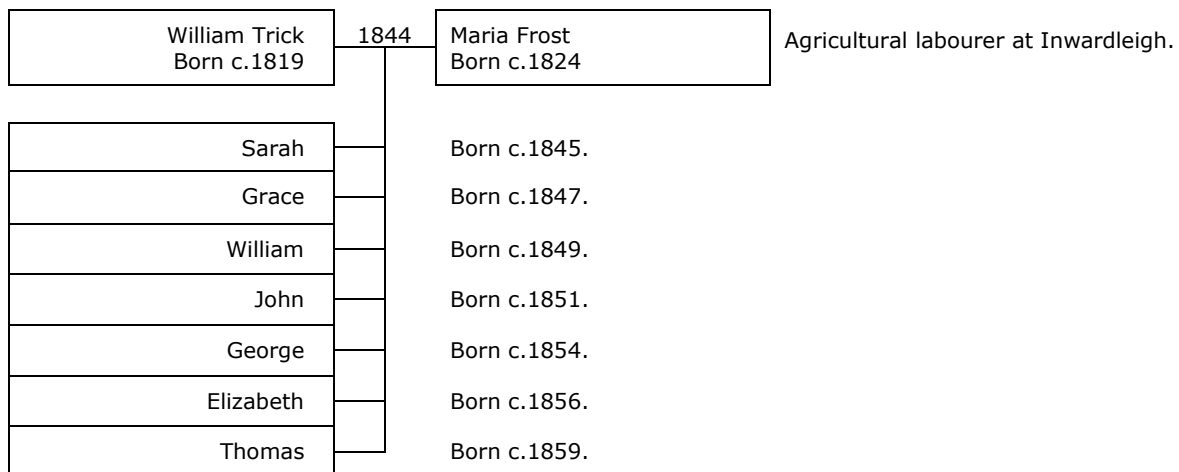 William Trick 1844 Maria Frost Agricultural labourer at Inwardleigh.
Born c.1819 Born c.1824
Sarah Born c.1845.
Grace Born c.1847.
William Born c.1849.
John Born c.1851.
George Born c.1854.
Elizabeth Born c.1856.
Thomas Born c.1859.